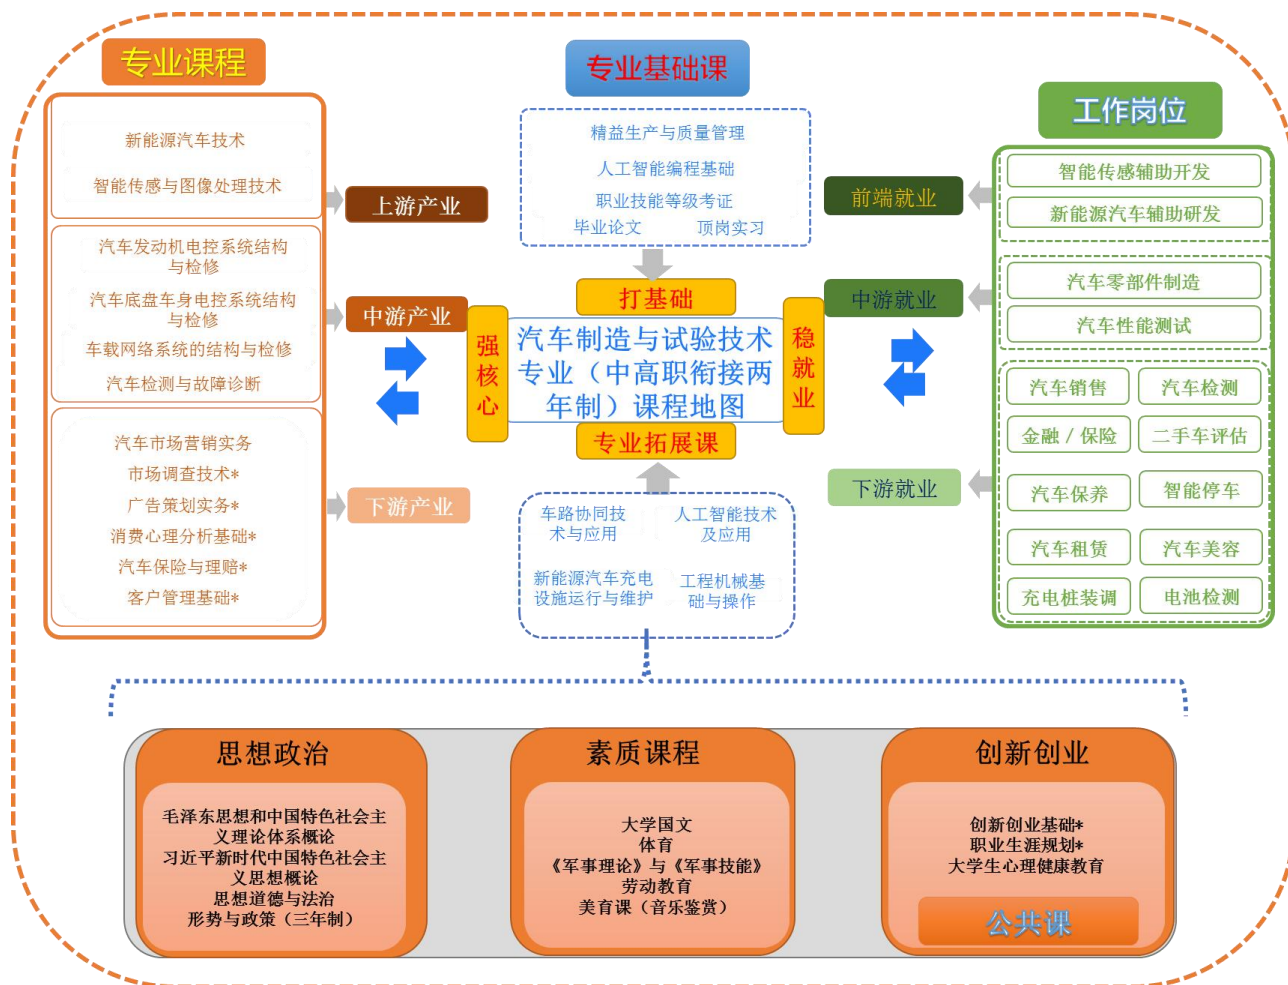 专业课程
新能源汽车技术
智能传感与图像处理技术
汽车发动机电控系统结构
与检修
汽车底盘车身电控系统结构
与检修
车载网络系统的结构与检修
汽车检测与故障诊断
汽车市场营销实务
市场调查技术*
广告策划实务*
消费心理分析基础*
汽车保险与理赔*
客户管理基础*
上游产业
中游产业
下游产业
专业基础课
精益生产与质量管理
人工智能编程基础
职业技能等级考证
毕业论文 顶岗实习
打基础
强核心
汽车制造与试验技术
专业（中高职衔接两
年制）课程地图
稳就业
专业拓展课
车路协同技
术与应用
人工智能技术
及应用
新能源汽车充电
设施运行与维护
工程机械基
础与操作
前端就业
中游就业
下游就业
工作岗位
智能传感辅助开发
新能源汽车辅助研发
汽车零部件制造
汽车性能测试
汽车销售 汽车检测
金融／保险 二手车评估
汽车保养 智能停车
汽车租赁 汽车美容
充电桩装调 电池检测
思想政治
毛泽东思想和中国特色社会主
义理论体系概论
习近平新时代中国特色社会主
义思想概论
思想道德与法治
形势与政策（三年制）
素质课程
大学国文
体育
《军事理论》与《军事技能》
劳动教育
美育课（音乐鉴赏）
创新创业
创新创业基础*
职业生涯规划*
大学生心理健康教育
公共课